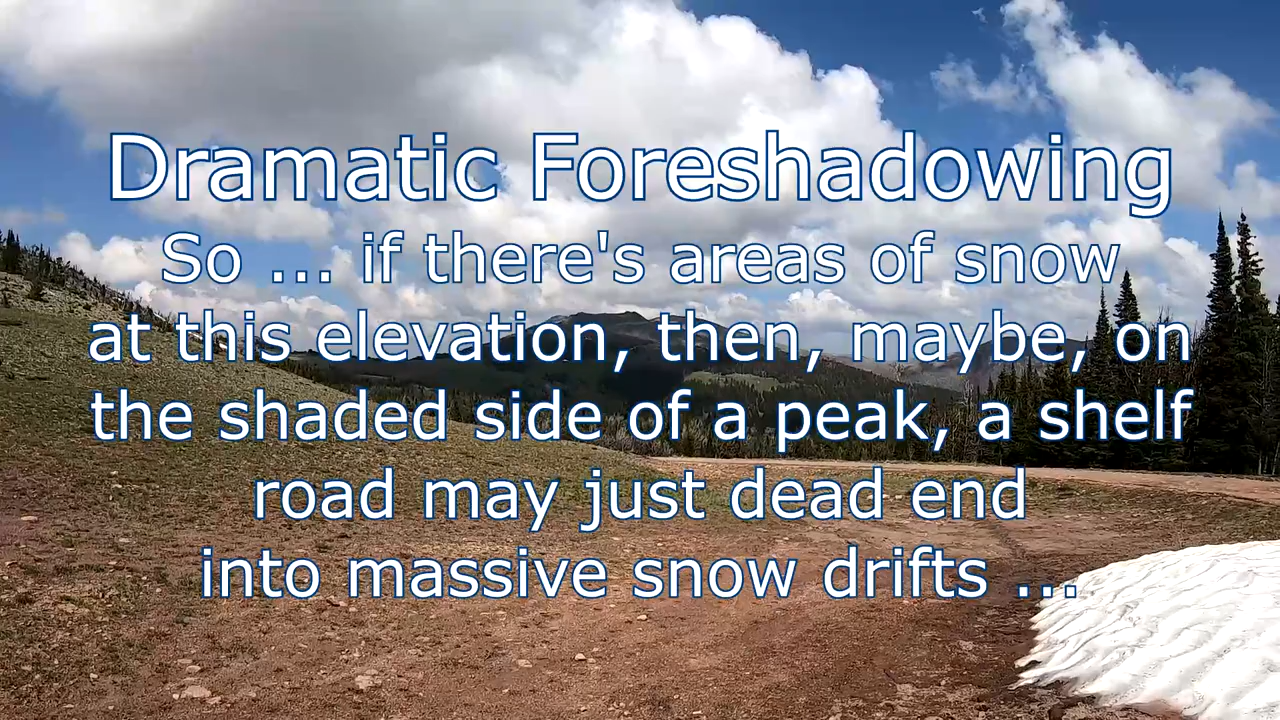 Dramatic Foreshadowing
So ... if there's areas of snow
at this elevation, then, maybe, on
the shaded side of a peak, a shelf
road may just dead end
into massive snow drifts ...